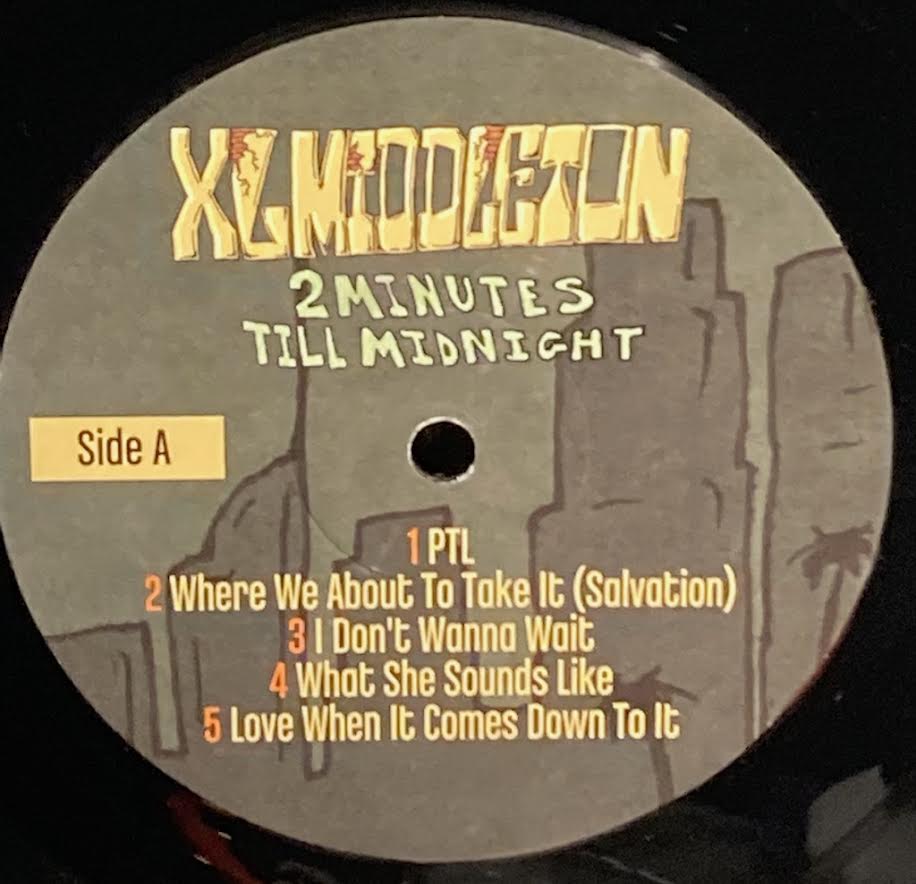 XL MIDDLETON
2 MINUTES
TILL MIDNIGHT
Side A
1 PTL
2 Where We About To Take It (Salvation)
3 I Don't Wanna Wait
4 What She Sounds Like
5 Love When It Comes Down To It